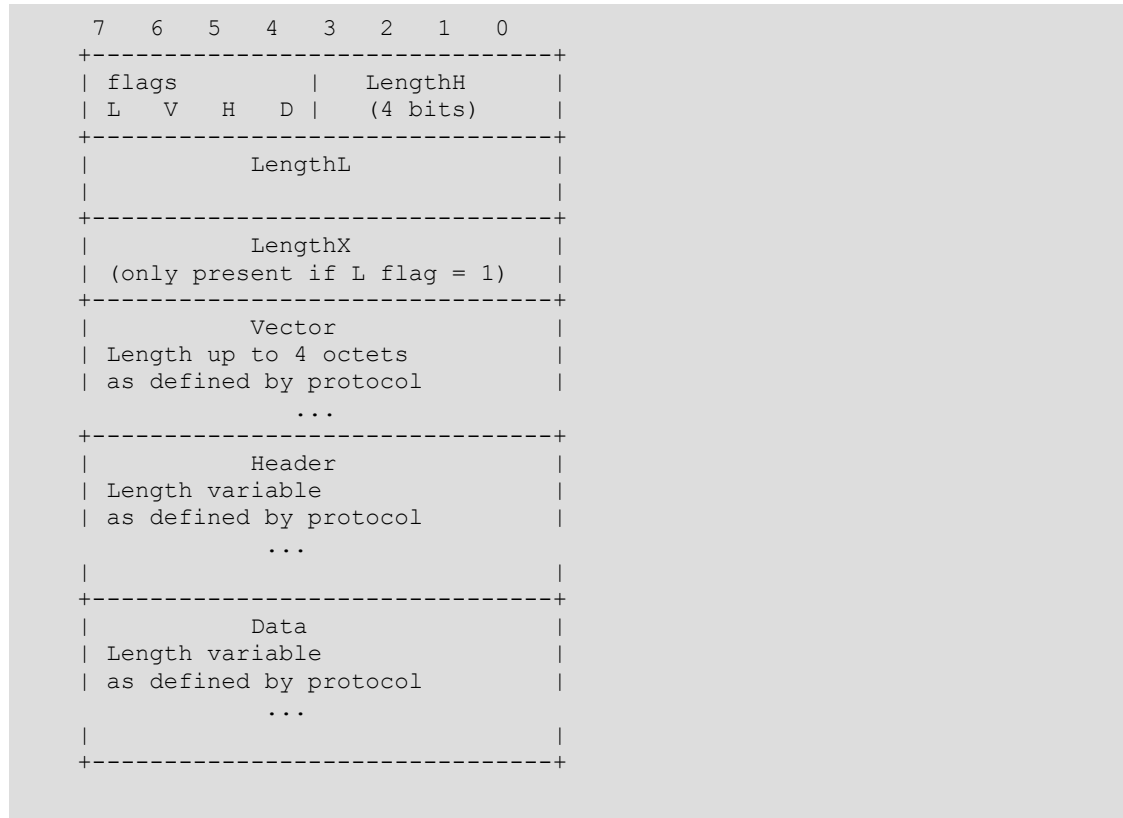 7   6   5   4   3   2   1   0
+--------------------------------+
| flags         |   LengthH      |
| L   V   H   D |   (4 bits)     |
+--------------------------------+
|           LengthL              |
|                                |
+--------------------------------+
|           LengthX              |
| (only present if L flag = 1)   |
+--------------------------------+
|           Vector               |
| Length up to 4 octets          |
| as defined by protocol         |
...
+--------------------------------+
|           Header               |
| Length variable                |
| as defined by protocol         |
...
|                                |
+--------------------------------+
|           Data                 |
| Length variable                |
| as defined by protocol         |
...
|                                |
+--------------------------------+